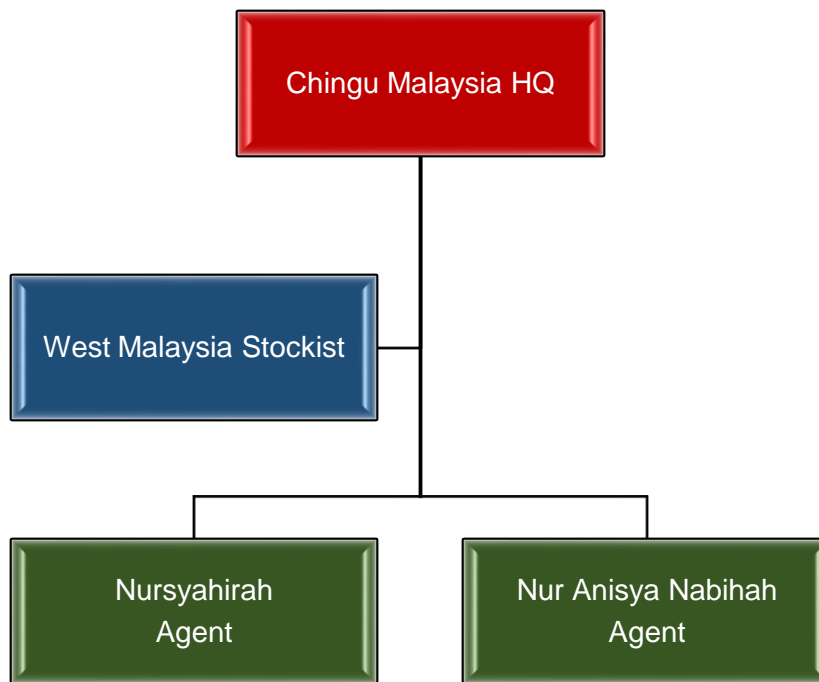 Chingu Malaysia HQ
West Malaysia Stockist
Nursyahirah
Agent
Nur Anisya Nabihah
Agent